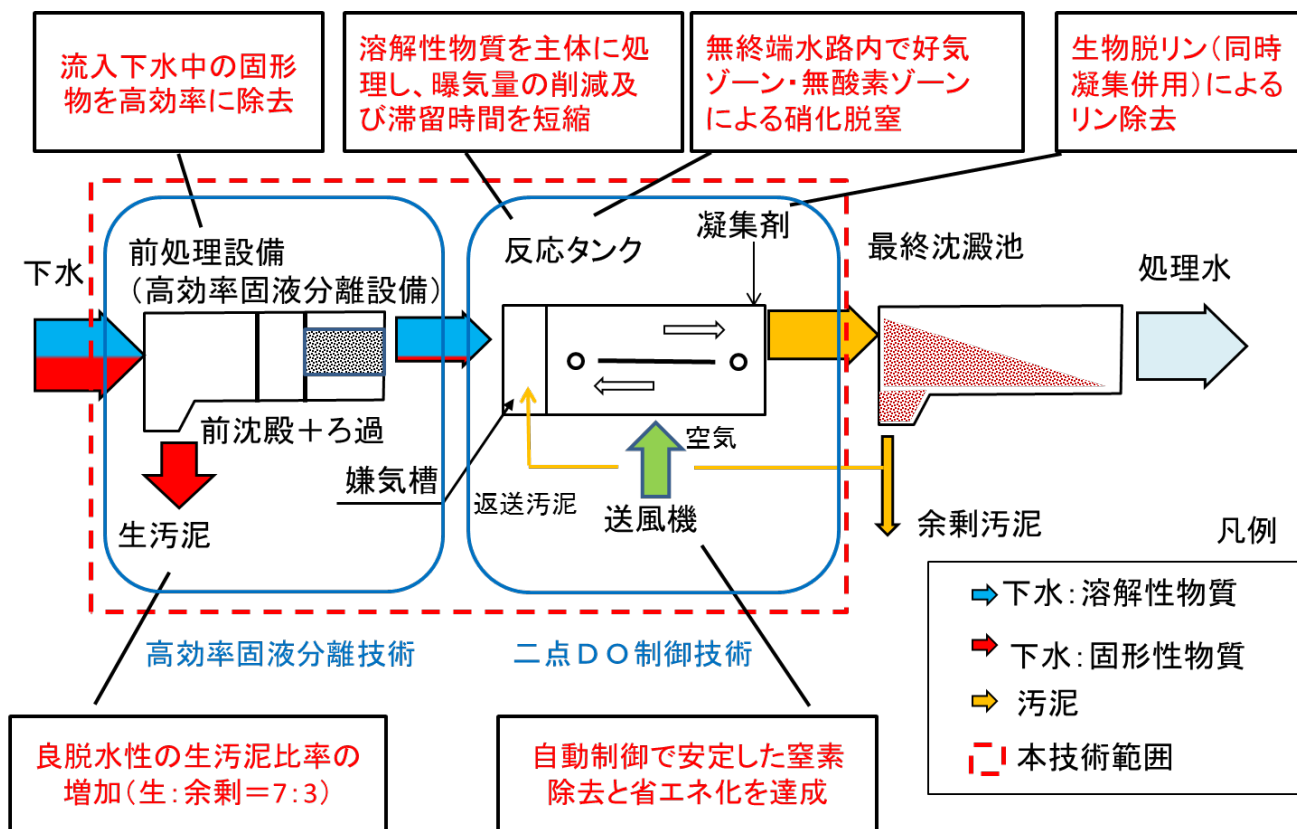 流入下水中の固形
物を高効率に除去
溶解性物質を主体に処
理し、曝気量の削減及
び滞留時間を短縮
無終端水路内で好気
ゾーン・無酸素ゾーン
による硝化脱窒
生物脱リン(同時
凝集併用)による
リン除去
下水
前処理設備
(高効率固液分離設備)
前沈殿+ろ過
生汚泥
反応タンク
凝集剤
嫌気槽
返送汚泥
空気
送風機
最終沈澱池
処理水
余剰汚泥
高効率固液分離技術
二点DO制御技術
良脱水性の生汚泥比率の
増加(生:余剰=7:3)
自動制御で安定した窒素
除去と省エネ化を達成
凡例
下水:溶解性物質
下水:固形性物質
汚泥
本技術範囲